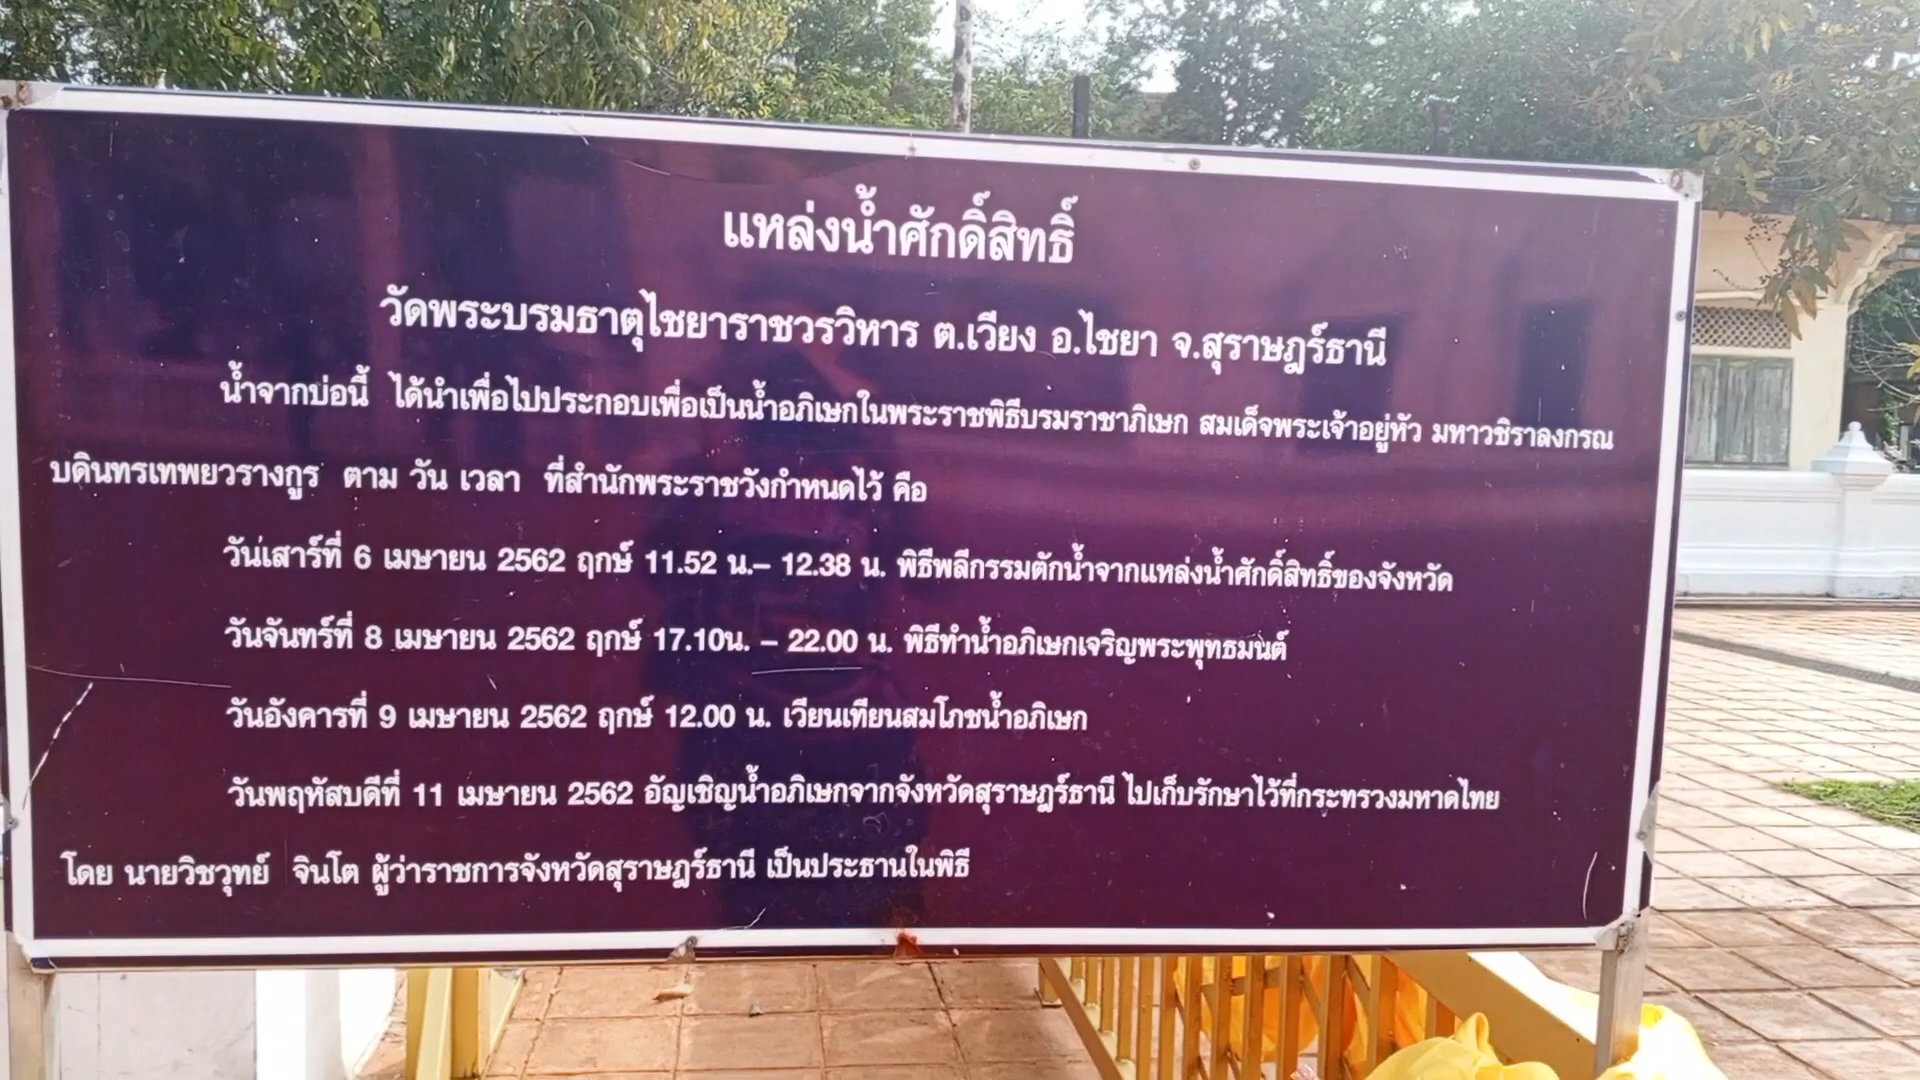 แหล่งน้ำศักดิ์สิทธิ์
วัดพระบรมธาตุไชยาราชวรวิหาร ต.เวียง อ.ไชยา จ.สุราษฎร์ธานี
น้ำจากบ่อนี้ ได้นำเพื่อไปประกอบเพื่อเป็นน้ำอภิเษกในพระราชพิธีบรมราชาภิเษก สมเด็จพระเจ้าอยู่หัว มหาวชิราลงกรณ
บดินทรเทพยวรางกูร ตาม วัน เวลา ที่สำนักพระราชวังกำหนดไว้ คือ
วันเสาร์ที่ 6 เมษายน 2562 ฤกษ์ 11.52 น.– 12.38 น. พิธีพลีกรรมตักน้ำจากแหล่งน้ำศักดิ์สิทธิ์ของจังหวัด
วันจันทร์ที่ 8 เมษายน 2562 ฤกษ์ 17.10น. – 22.00 น. พิธีทำน้ำอภิเษกเจริญพระพุทธมนต์
วันอังคารที่ 9 เมษายน 2562 ฤกษ์ 12.00 น. เวียนเทียนสมโภชน้ำอภิเษก
วันพฤหัสบดีที่ 11 เมษายน 2562 อัญเชิญน้ำอภิเษกจากจังหวัดสุราษฎร์ธานี ไปเก็บรักษาไว้ที่กระทรวงมหาดไทย
โดย นายวิชวุทย์ จินโต ผู้ว่าราชการจังหวัดสุราษฎร์ธานี เป็นประธานในพิธี